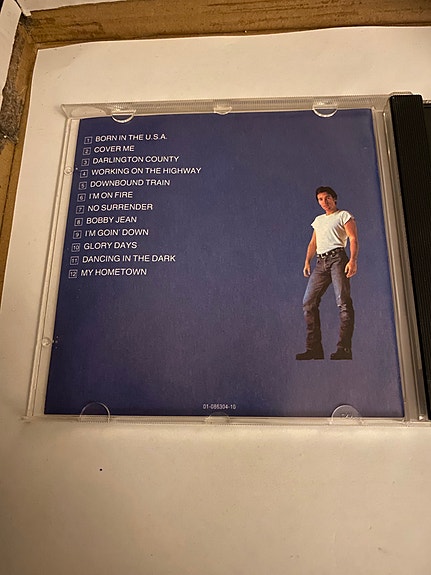 1 BORN IN THE U.S.A.
2 COVER ME
3 DARLINGTON COUNTY
4 WORKING ON THE HIGHWAY
5 DOWNBOUND TRAIN
6 I'M ON FIRE
7 NO SURRENDER
8 BOBBY JEAN
9 I'M GOIN' DOWN
10 GLORY DAYS
11 DANCING IN THE DARK
12 MY HOMETOWN
01-086304-10